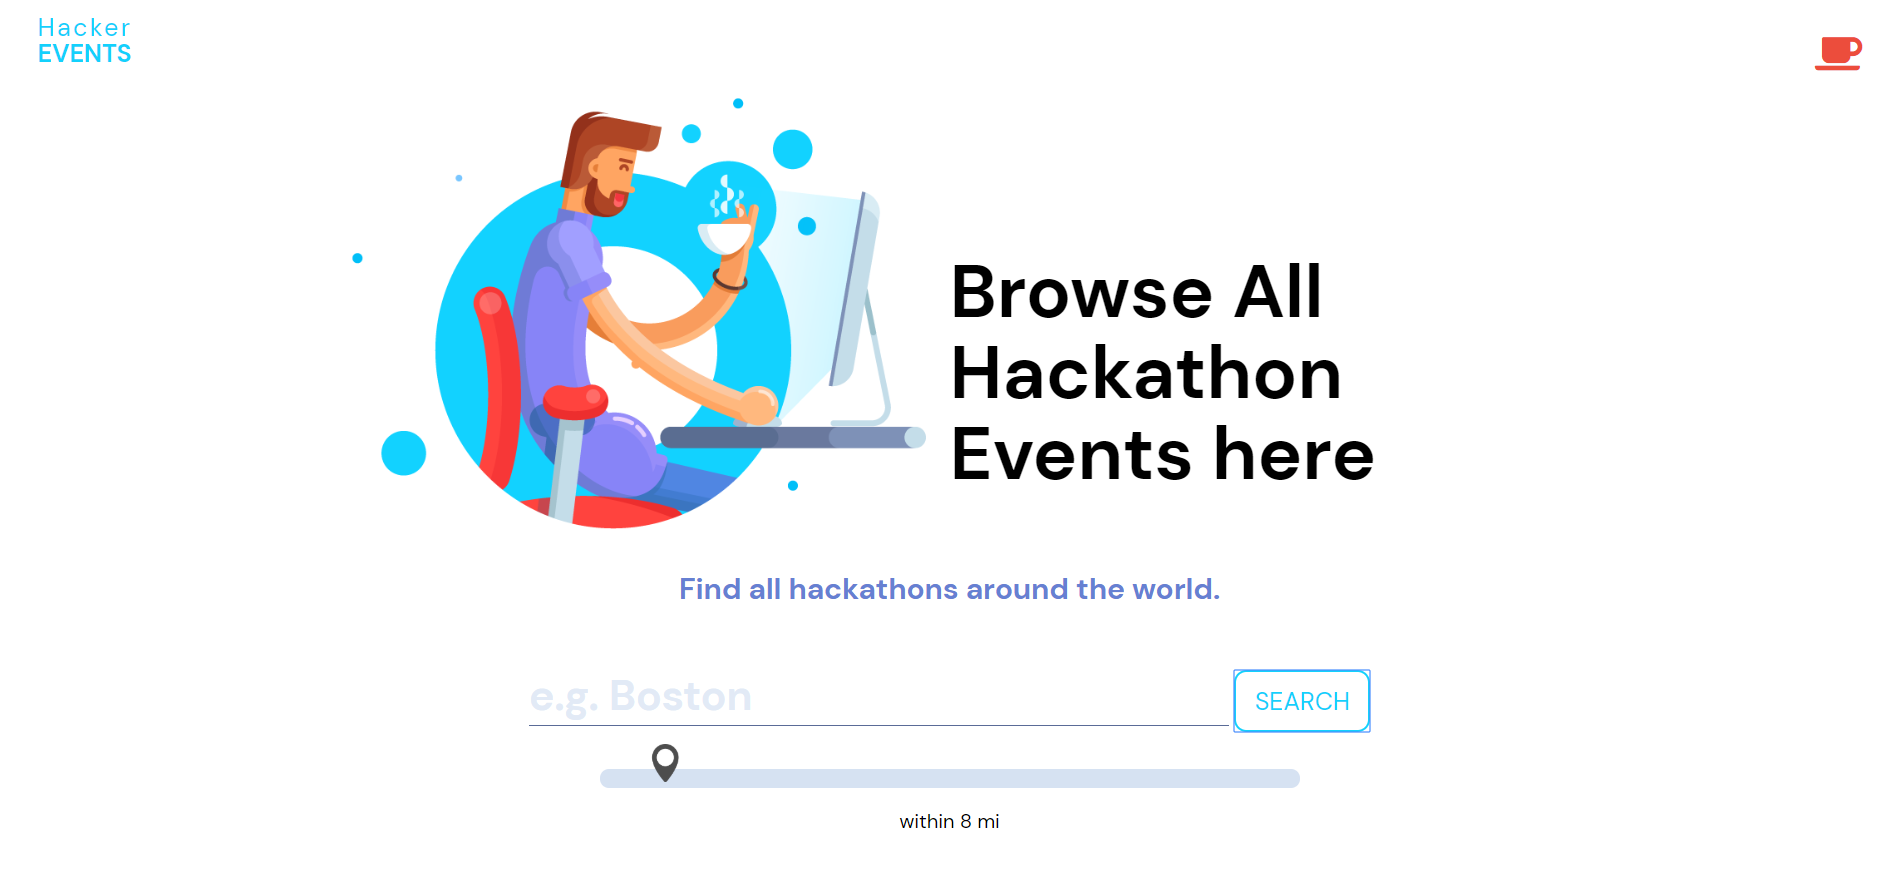 Hacker
EVENTS
Browse All
Hackathon
Events here
Find all hackathons around the world.
e.g. Boston
SEARCH
within 8 mi